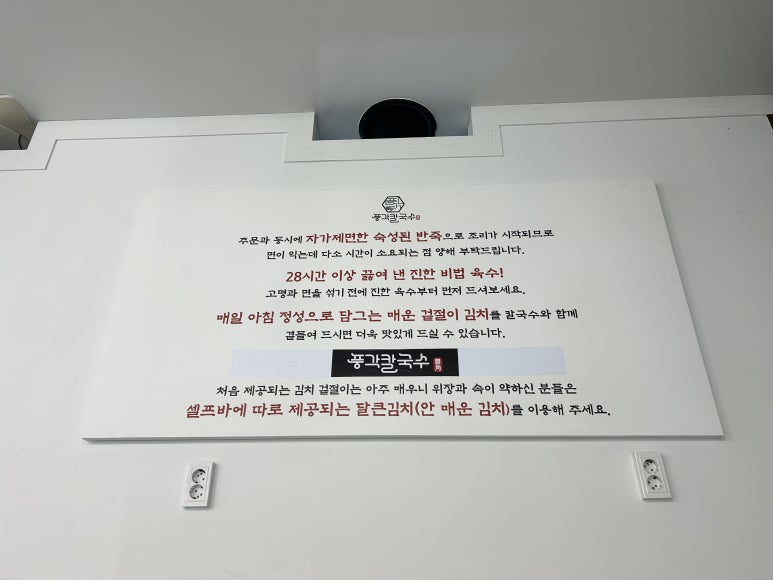 풍각칼국수
주문과 동시에 자가제면한 숙성된 반죽으로 조리가 시작되므로
면이 익는데 다소 시간이 소요되는 점 양해 부탁드립니다.
28시간 이상 끓여 낸 진한 비법 육수!
고명과 면을 섞기 전에 진한 육수부터 먼저 드셔보세요.
매일 아침 정성으로 담그는 매운 겉절이 김치를 칼국수와 함께
곁들여 드시면 더욱 맛있게 드실 수 있습니다.
풍각칼국수
처음 제공되는 김치 겉절이는 아주 매우니 위장과 속이 약하신 분들은
셀프바에 따로 제공되는 달큰김치(안 매운 김치)를 이용해 주세요.